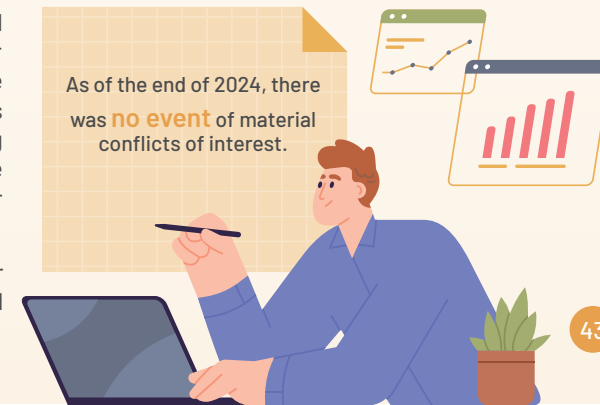 As of the end of 2024, there
was no event of material
conflicts of interest.
43